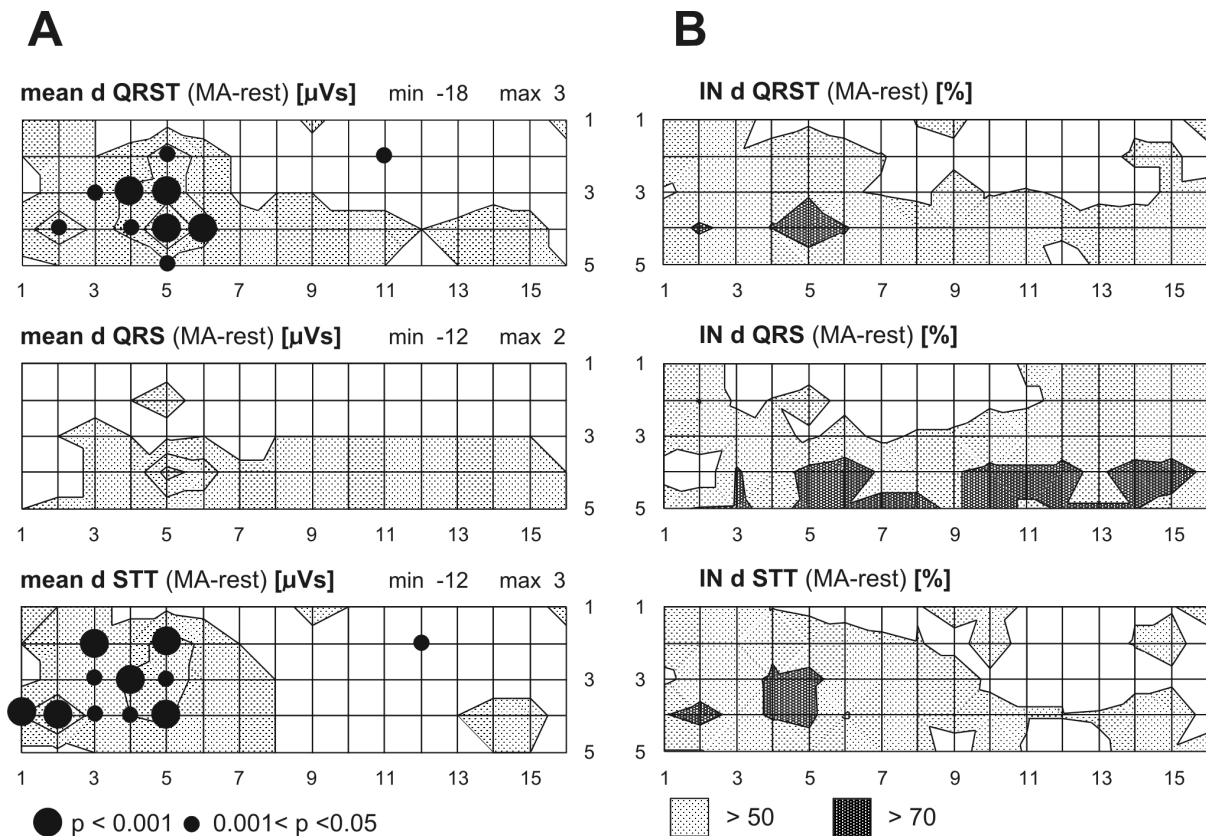 A
mean d QRST (MA-rest) [µVs] min -18 max 3
1
3
5
1 3 5 7 9 11 13 15
mean d QRS (MA-rest) [µVs] min -12 max 2
1
3
5
1 3 5 7 9 11 13 15
mean d STT (MA-rest) [µVs] min -12 max 3
1
3
5
1 3 5 7 9 11 13 15
p < 0.001 0.001< p <0.05
B
IN d QRST (MA-rest) [%]
1
3
5
1 3 5 7 9 11 13 15
IN d QRS (MA-rest) [%]
1
3
5
1 3 5 7 9 11 13 15
IN d STT (MA-rest) [%]
1
3
5
1 3 5 7 9 11 13 15
> 50 > 70